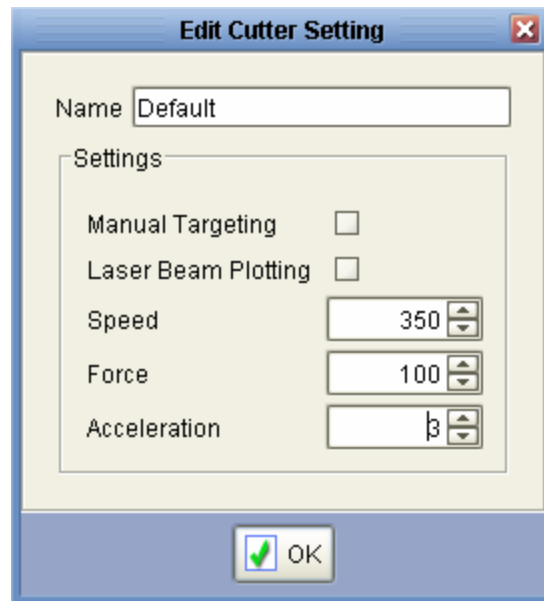 Edit Cutter Setting
Name Default
Settings
Manual Targeting
Laser Beam Plotting
Speed 350
Force 100
Acceleration 3
OK